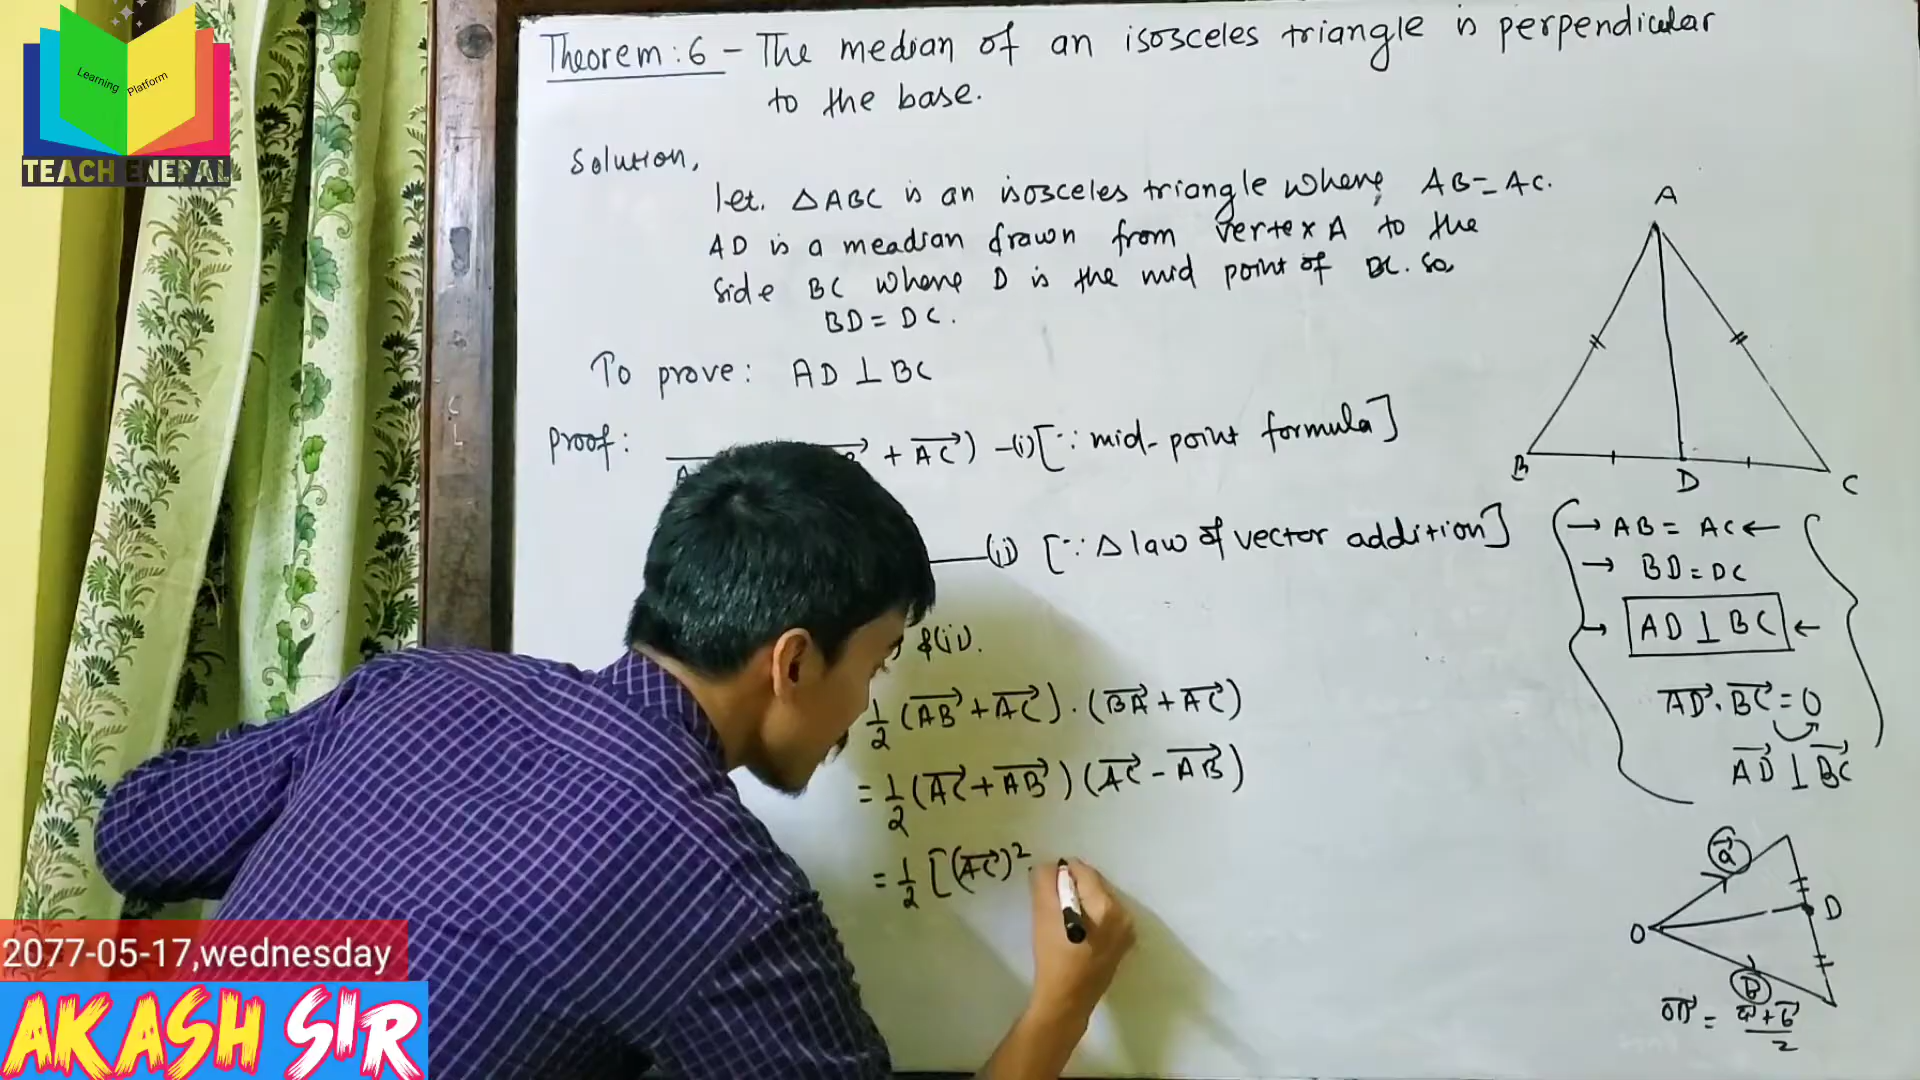 Learning Platform
TEACH ENEPAL
Theorem: 6 - The median of an isosceles triangle is perpendicular
to the base.
Solution,
let. △ABC is an isosceles triangle where, AB = AC.
AD is a meadian drawn from vertex A to the
side BC where D is the mid point of BC. So,
BD = DC.
To prove: AD ⊥ BC
Proof: + AC⃗) - (i) [∵ mid-point formula]
(ii) [∵ △ law of vector addition]
& (ii).
1/2 (AB⃗ + AC⃗) . (BA⃗ + AC⃗)
= 1/2 (AC⃗ + AB⃗) (AC⃗ - AB⃗)
= 1/2 [(AC⃗)²
A
B D C
→ AB = AC ←
→ BD = DC
→ AD ⊥ BC ←
AD⃗ . BC⃗ = 0
AD⃗ ⊥ BC⃗
a⃗
O D
b⃗
OD⃗ = (a⃗ + b⃗)/2
2077-05-17,wednesday
AKASH SIR